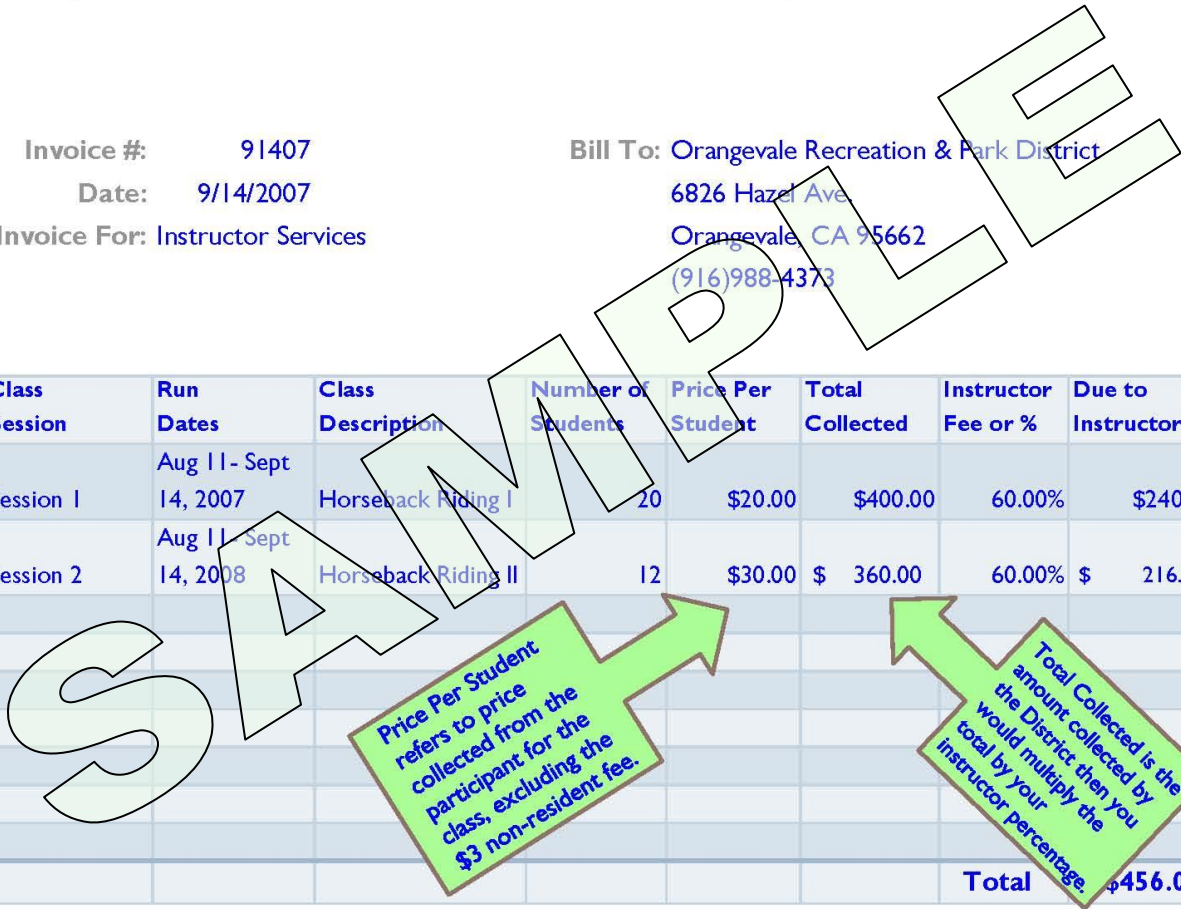 Invoice #: 91407
Bill To: Orangevale Recreation & Park District
Date: 9/14/2007
6826 Hazel Ave.
Invoice For: Instructor Services
Orangevale, CA 95662
(916)988-4373
Class Session
Run Dates
Class Description
Number of Students
Price Per Student
Total Collected
Instructor Fee or %
Due to Instructor
ession 1 Aug 11- Sept 14, 2007 Horseback Riding I 20 $20.00 $400.00 60.00% $240
ession 2 Aug 11- Sept 14, 2008 Horseback Riding II 12 $30.00 $ 360.00 60.00% $ 216.
Price Per Student
refers to price
collected from the
participant for the
class, excluding the
$3 non-resident fee.
Total Collected is the
amount collected by
the District then you
would multiply the
total by your
instructor percentage.
Total $456.0
SAMPLE